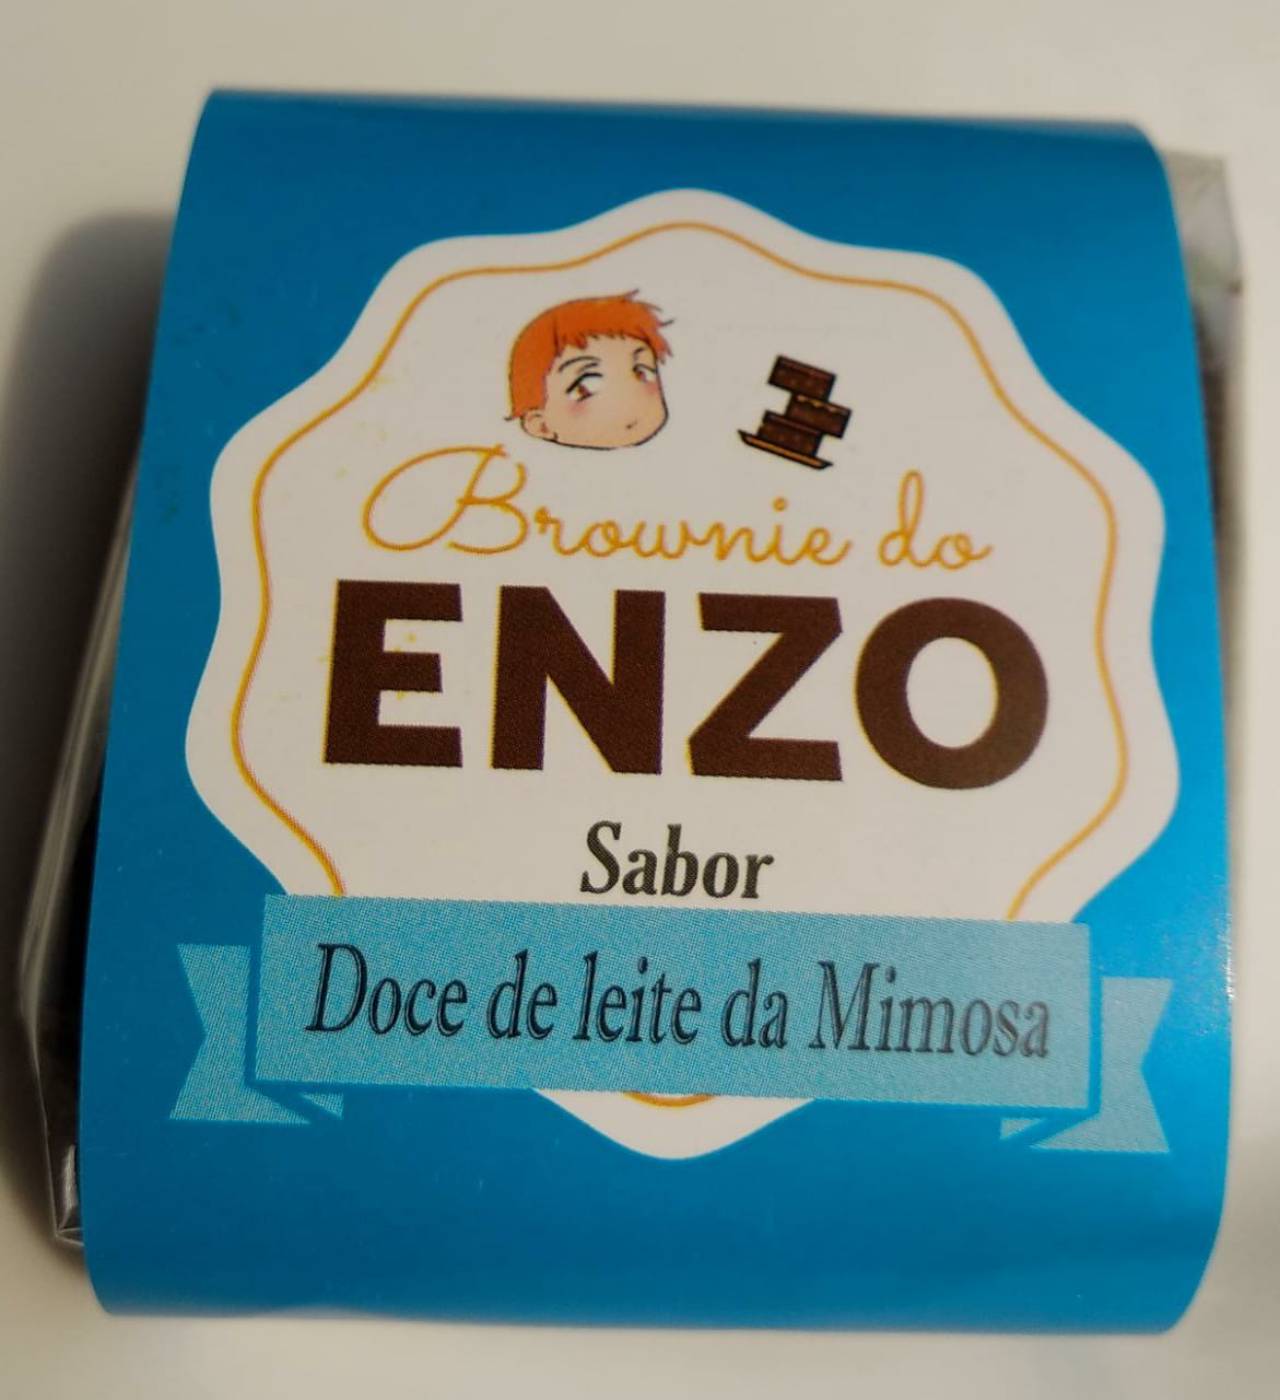 Brownie do
ENZO
Sabor
Doce de leite da Mimosa